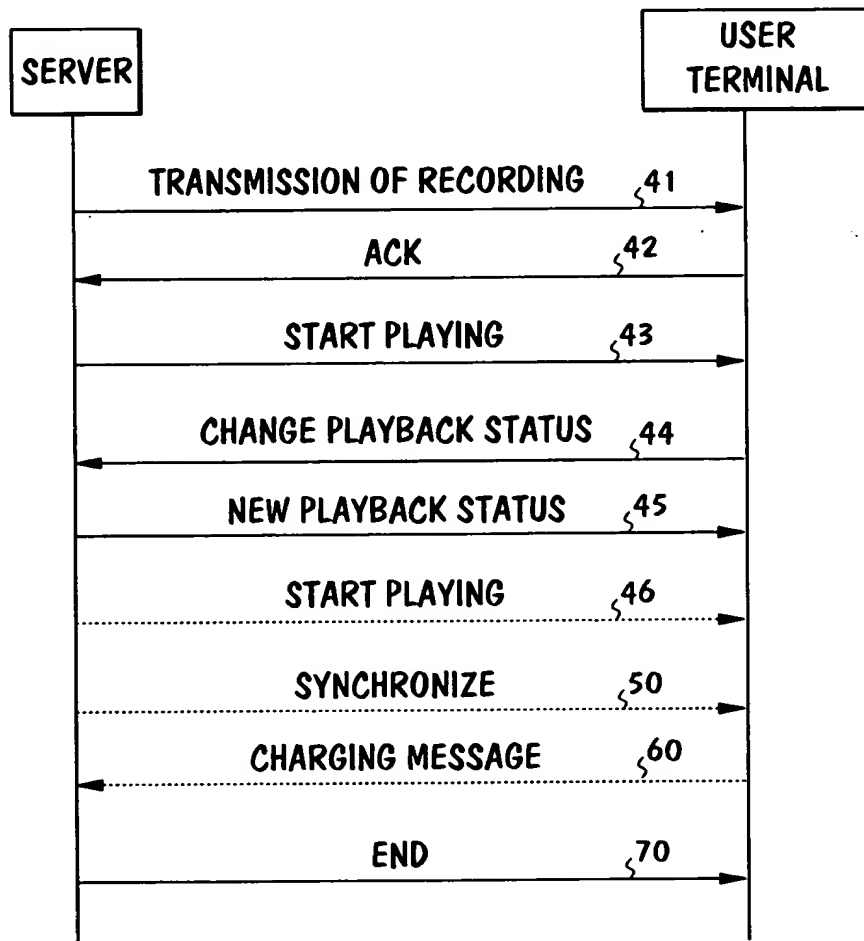 SERVER
USER
TERMINAL
TRANSMISSION OF RECORDING 41
ACK 42
START PLAYING 43
CHANGE PLAYBACK STATUS 44
NEW PLAYBACK STATUS 45
START PLAYING 46
SYNCHRONIZE 50
CHARGING MESSAGE 60
END 70